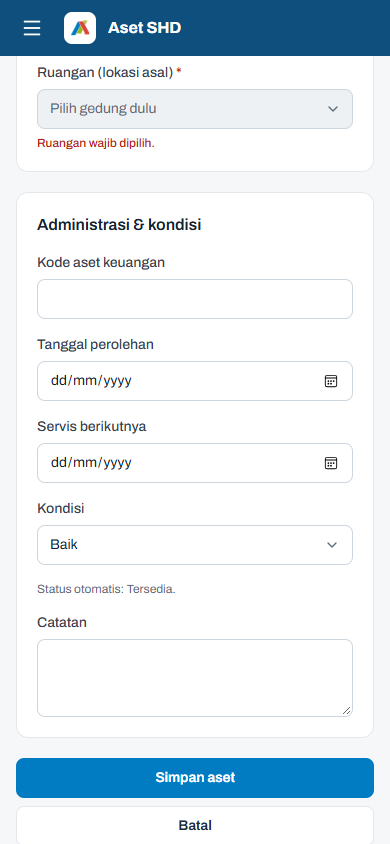 Aset SHD
Ruangan (lokasi asal) *
Pilih gedung dulu
Ruangan wajib dipilih.
Administrasi & kondisi
Kode aset keuangan
Tanggal perolehan
dd/mm/yyyy
Servis berikutnya
dd/mm/yyyy
Kondisi
Baik
Status otomatis: Tersedia.
Catatan
Simpan aset
Batal